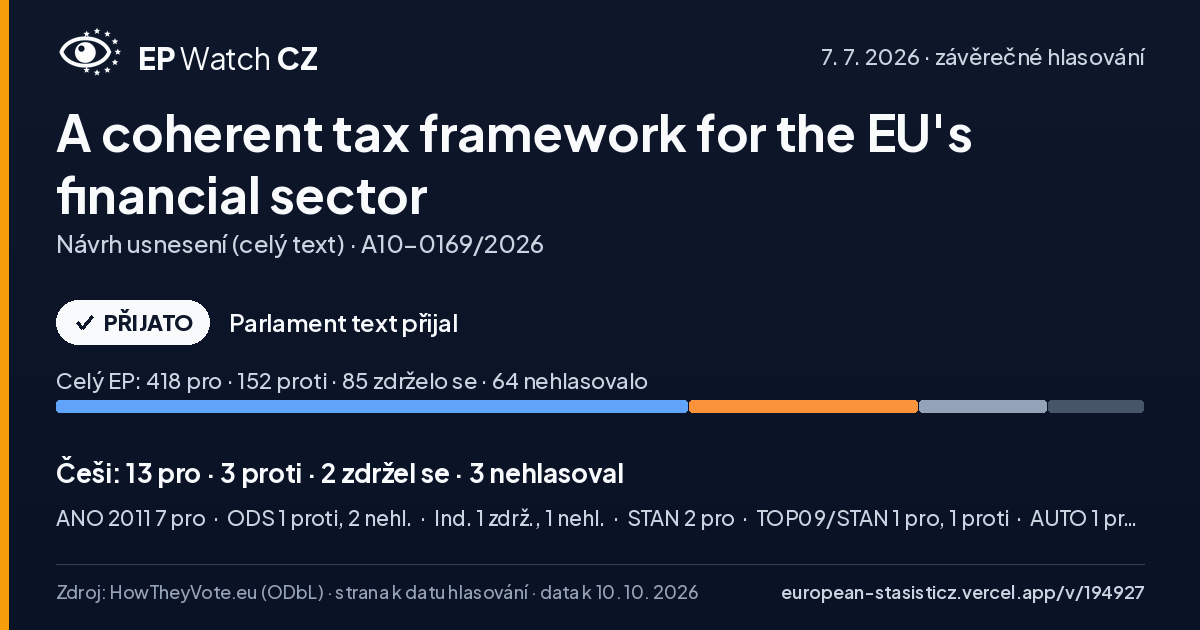 EP Watch CZ
7. 7. 2026 · závěrečné hlasování
A coherent tax framework for the EU's
financial sector
Návrh usnesení (celý text) · A10-0169/2026
✓ PŘIJATO
Parlament text přijal
Celý EP: 418 pro · 152 proti · 85 zdrželo se · 64 nehlasovalo
Češi: 13 pro · 3 proti · 2 zdržel se · 3 nehlasoval
ANO 2011 7 pro · ODS 1 proti, 2 nehl. · Ind. 1 zdrž., 1 nehl. · STAN 2 pro · TOP09/STAN 1 pro, 1 proti · AUTO 1 pr…
Zdroj: HowTheyVote.eu (ODbL) · strana k datu hlasování · data k 10. 10. 2026
european-stasisticz.vercel.app/v/194927